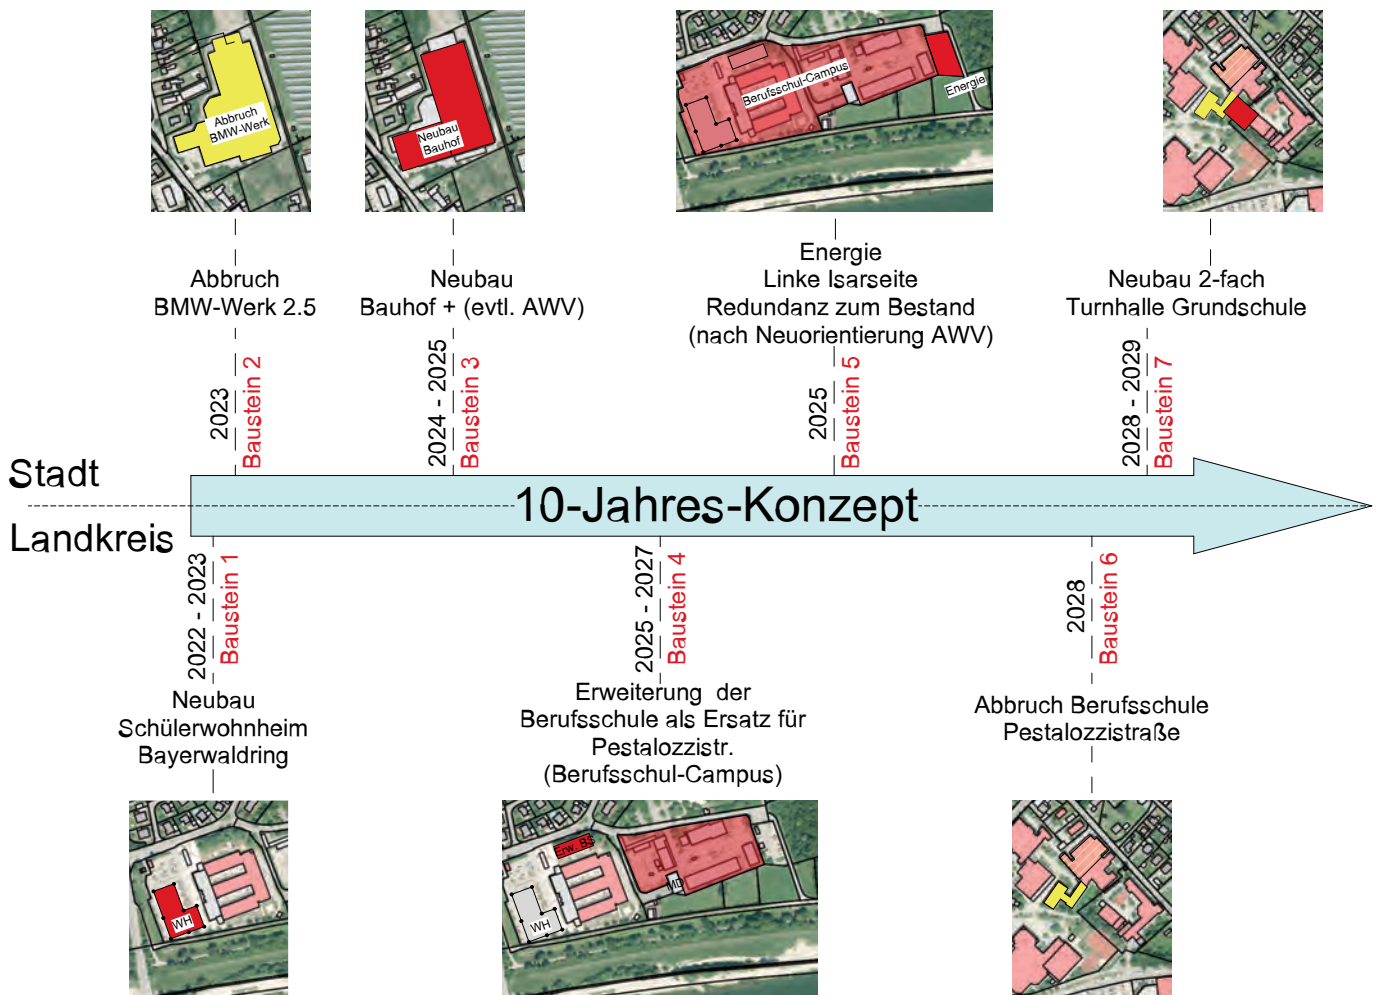 Abbruch
BMW-Werk
Neubau
Bauhof
Berufsschul-Campus
Energie
Abbruch
BMW-Werk 2.5
Neubau
Bauhof + (evtl. AWV)
Energie
Linke Isarseite
Redundanz zum Bestand
(nach Neuorientierung AWV)
Neubau 2-fach
Turnhalle Grundschule
2023
Baustein 2
2024 - 2025
Baustein 3
2025
Baustein 5
2028 - 2029
Baustein 7
Stadt
10-Jahres-Konzept
Landkreis
2022 - 2023
Baustein 1
2025 - 2027
Baustein 4
2028
Baustein 6
Neubau
Schülerwohnheim
Bayerwaldring
Erweiterung der
Berufsschule als Ersatz für
Pestalozzistr.
(Berufsschul-Campus)
Abbruch Berufsschule
Pestalozzistraße
WH
Erw. BS
MD
WH